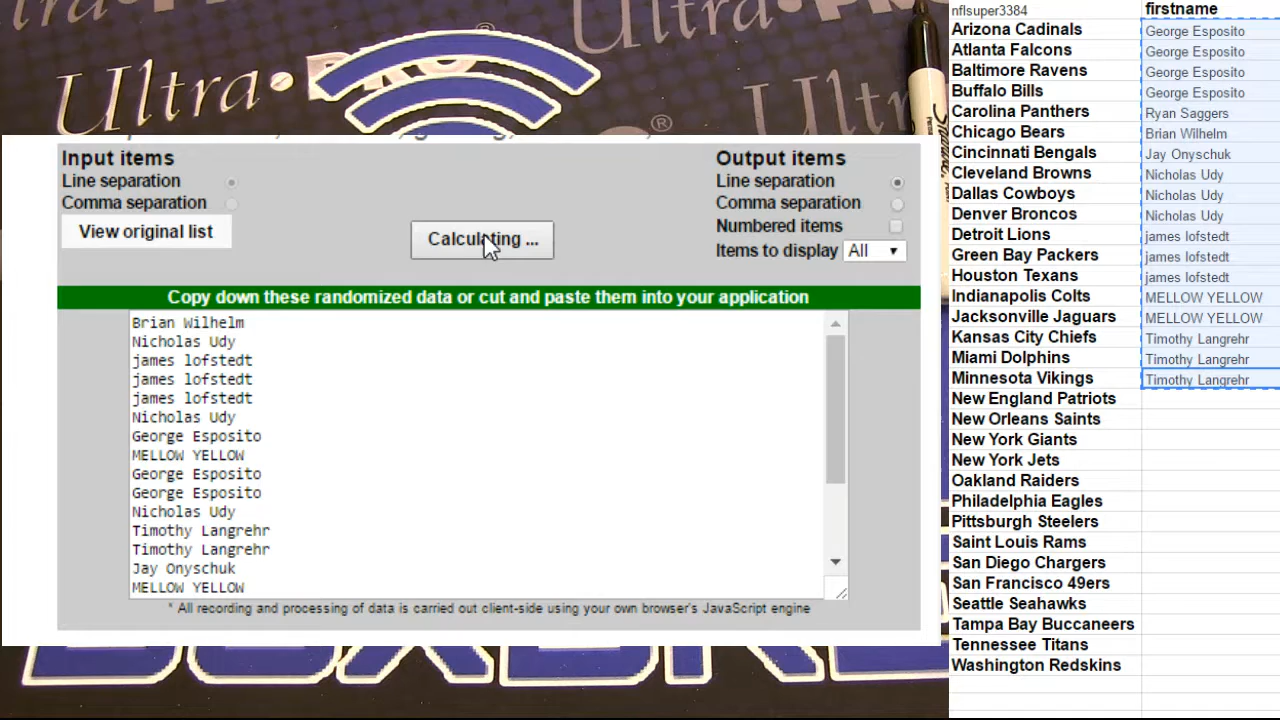 Ultra PRO
Ultra PRO
Ultra
®
Input items
Line separation
Comma separation
View original list
Calculating ...
Output items
Line separation
Comma separation
Numbered items
Items to display All
Copy down these randomized data or cut and paste them into your application
Brian Wilhelm
Nicholas Udy
james lofstedt
james lofstedt
james lofstedt
Nicholas Udy
George Esposito
MELLOW YELLOW
George Esposito
George Esposito
Nicholas Udy
Timothy Langrehr
Timothy Langrehr
Jay Onyschuk
MELLOW YELLOW
* All recording and processing of data is carried out client-side using your own browser's JavaScript engine
nflsuper3384 firstname
Arizona Cadinals George Esposito
Atlanta Falcons George Esposito
Baltimore Ravens George Esposito
Buffalo Bills George Esposito
Carolina Panthers Ryan Saggers
Chicago Bears Brian Wilhelm
Cincinnati Bengals Jay Onyschuk
Cleveland Browns Nicholas Udy
Dallas Cowboys Nicholas Udy
Denver Broncos Nicholas Udy
Detroit Lions james lofstedt
Green Bay Packers james lofstedt
Houston Texans james lofstedt
Indianapolis Colts MELLOW YELLOW
Jacksonville Jaguars MELLOW YELLOW
Kansas City Chiefs Timothy Langrehr
Miami Dolphins Timothy Langrehr
Minnesota Vikings Timothy Langrehr
New England Patriots
New Orleans Saints
New York Giants
New York Jets
Oakland Raiders
Philadelphia Eagles
Pittsburgh Steelers
Saint Louis Rams
San Diego Chargers
San Francisco 49ers
Seattle Seahawks
Tampa Bay Buccaneers
Tennessee Titans
Washington Redskins